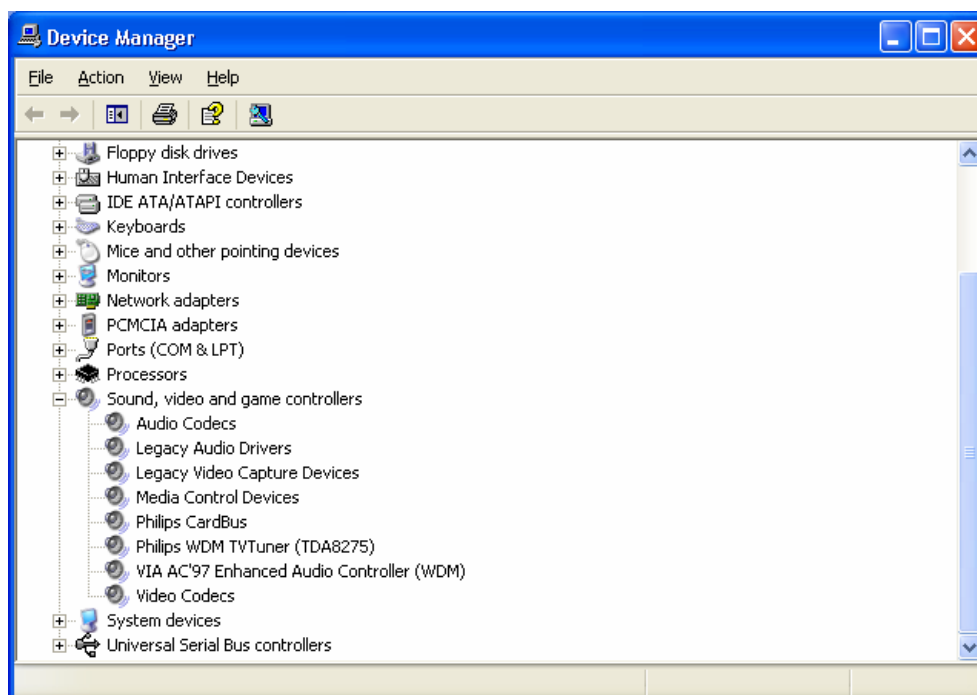 Device Manager
File Action View Help
Floppy disk drives
Human Interface Devices
IDE ATA/ATAPI controllers
Keyboards
Mice and other pointing devices
Monitors
Network adapters
PCMCIA adapters
Ports (COM & LPT)
Processors
Sound, video and game controllers
Audio Codecs
Legacy Audio Drivers
Legacy Video Capture Devices
Media Control Devices
Philips CardBus
Philips WDM TVTuner (TDA8275)
VIA AC'97 Enhanced Audio Controller (WDM)
Video Codecs
System devices
Universal Serial Bus controllers